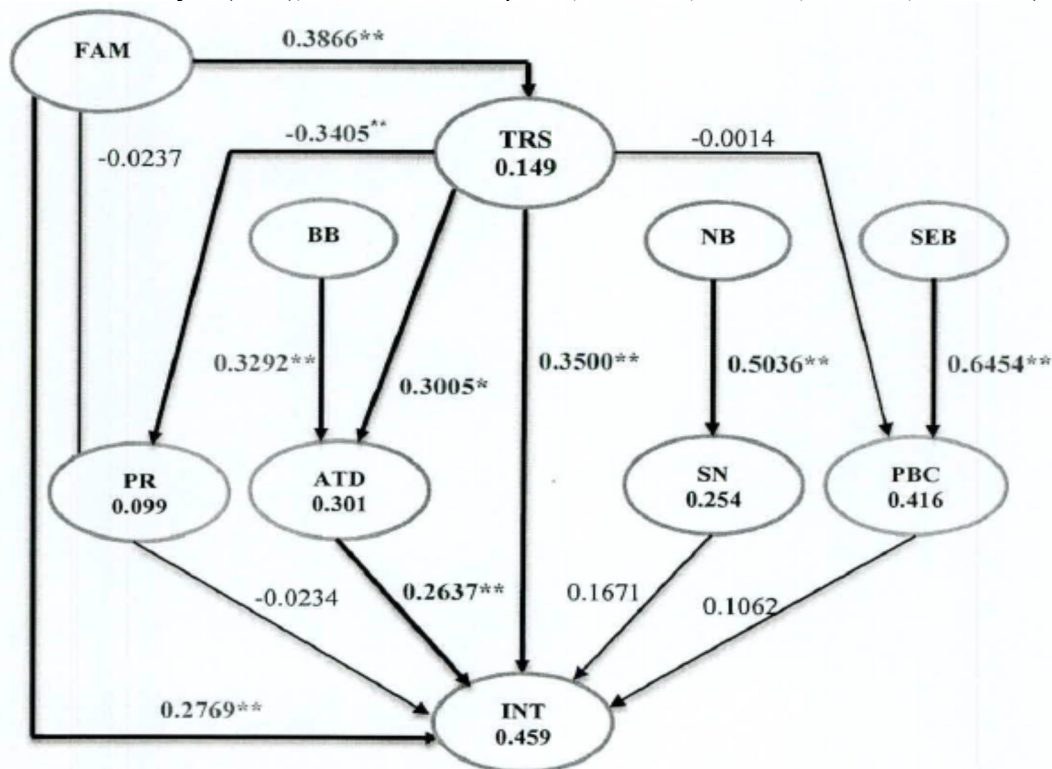 FAM
0.3866**
TRS
0.149
-0.3405**
-0.0014
-0.0237
BB
NB
SEB
0.3292**
0.3005*
0.3500**
0.5036**
0.6454**
PR
0.099
ATD
0.301
SN
0.254
PBC
0.416
-0.0234
0.2637**
0.1671
0.1062
0.2769**
INT
0.459